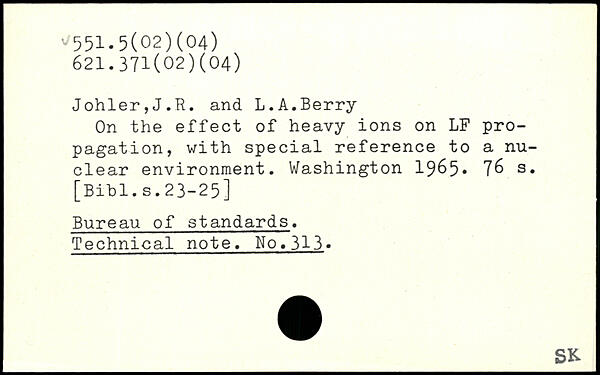 551.5(02)(04)
621.371(02)(04)
Johler,J.R. and L.A.Berry
On the effect of heavy ions on LF pro-
pagation, with special reference to a nu-
clear environment. Washington 1965. 76 s.
[Bibl.s.23-25]
Bureau of standards.
Technical note. No.313.
SK